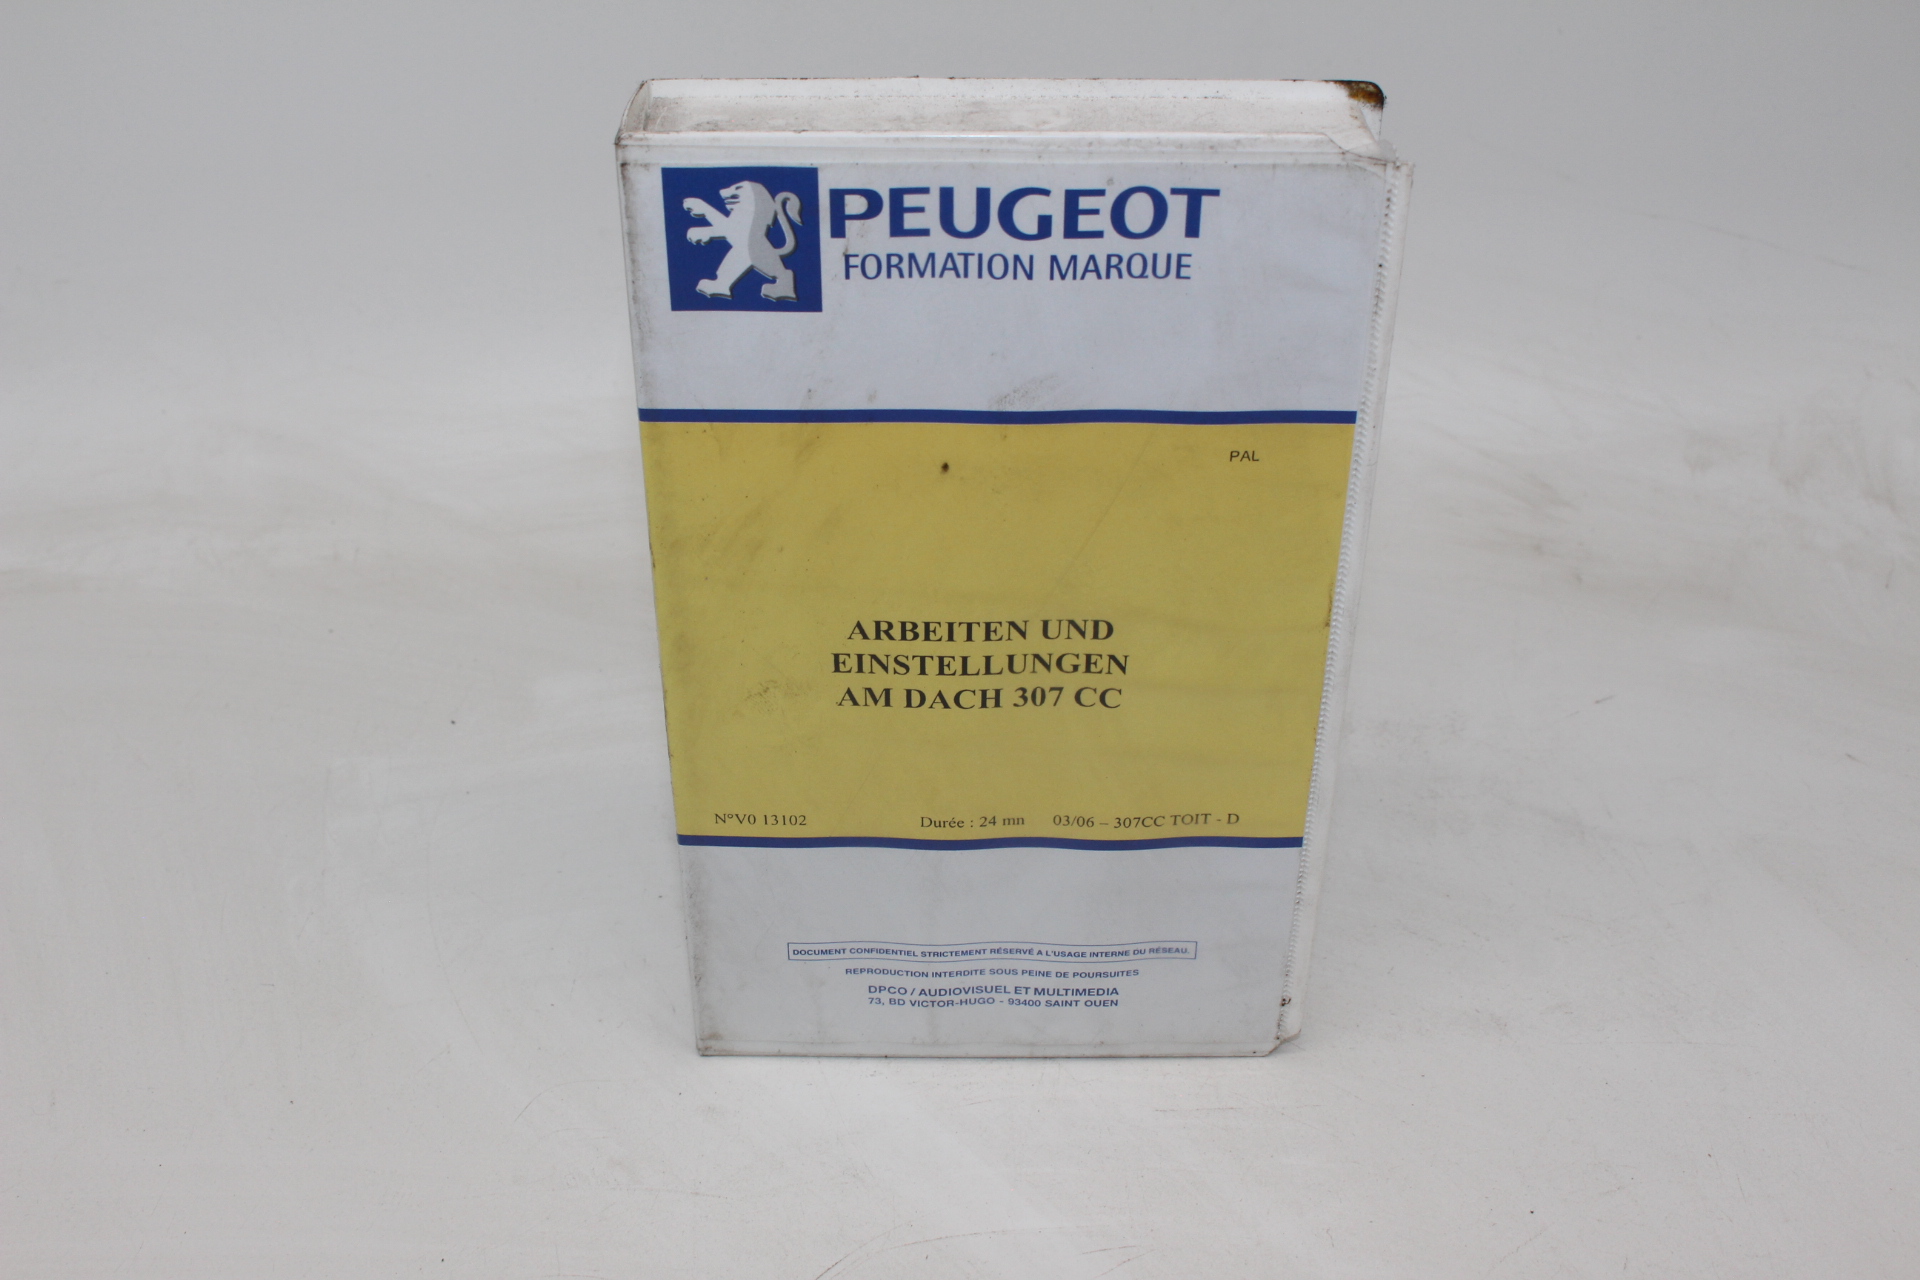 PEUGEOT
FORMATION MARQUE
PAL
ARBEITEN UND
EINSTELLUNGEN
AM DACH 307 CC
N°V0 13102 Durée : 24 mn 03/06 – 307CC TOIT - D
DOCUMENT CONFIDENTIEL STRICTEMENT RÉSERVÉ A L'USAGE INTERNE DU RÉSEAU.
REPRODUCTION INTERDITE SOUS PEINE DE POURSUITES
DPCO / AUDIOVISUEL ET MULTIMEDIA
73, BD VICTOR-HUGO - 93400 SAINT OUEN